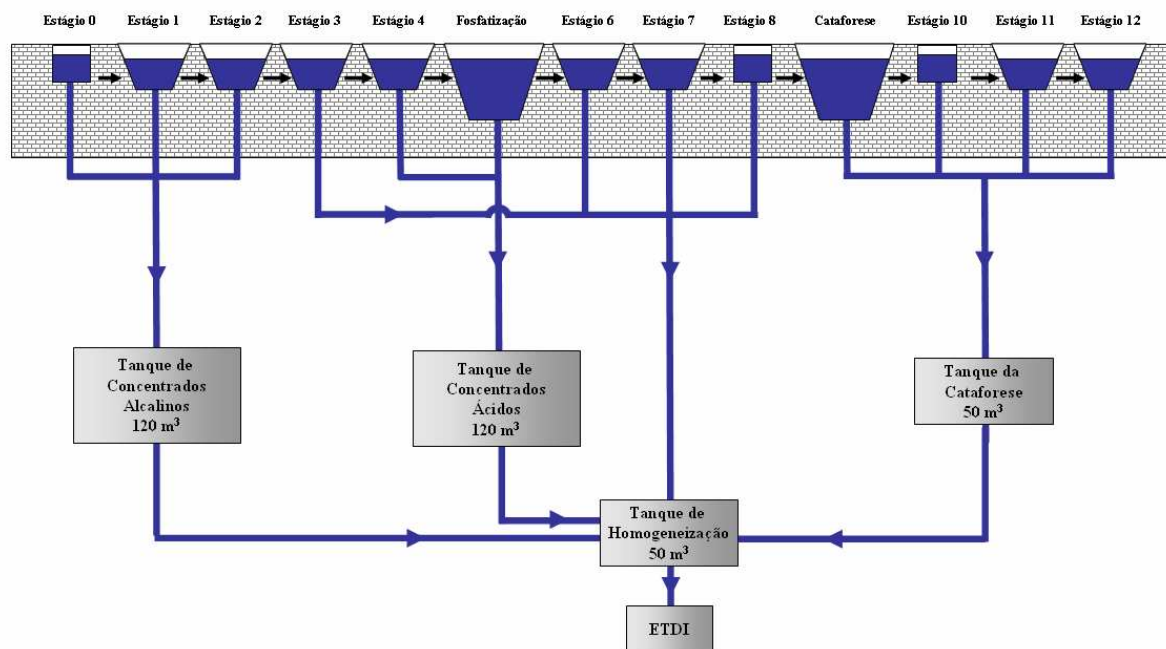 Estágio 0
Estágio 1
Estágio 2
Estágio 3
Estágio 4
Fosfatização
Estágio 6
Estágio 7
Estágio 8
Cataforese
Estágio 10
Estágio 11
Estágio 12
Tanque de
Concentrados
Alcalinos
120 m³
Tanque de
Concentrados
Ácidos
120 m³
Tanque da
Cataforese
50 m³
Tanque de
Homogeneização
50 m³
ETDI